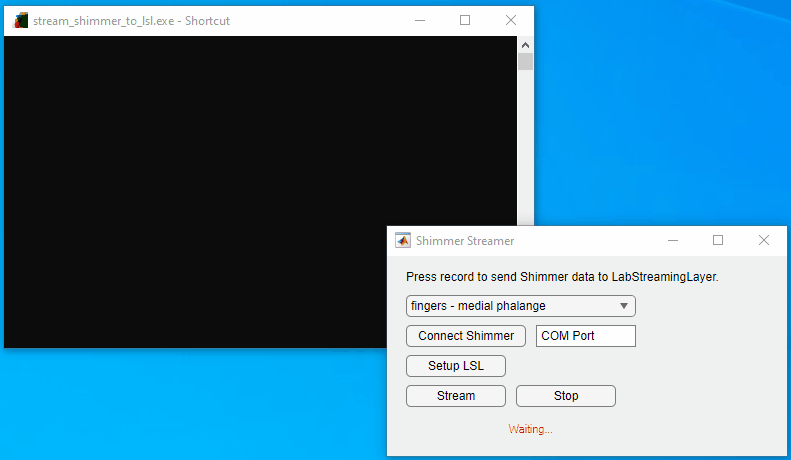 stream_shimmer_to_lsl.exe - Shortcut
Shimmer Streamer
Press record to send Shimmer data to LabStreamingLayer.
fingers - medial phalange
Connect Shimmer COM Port
Setup LSL
Stream Stop
Waiting...